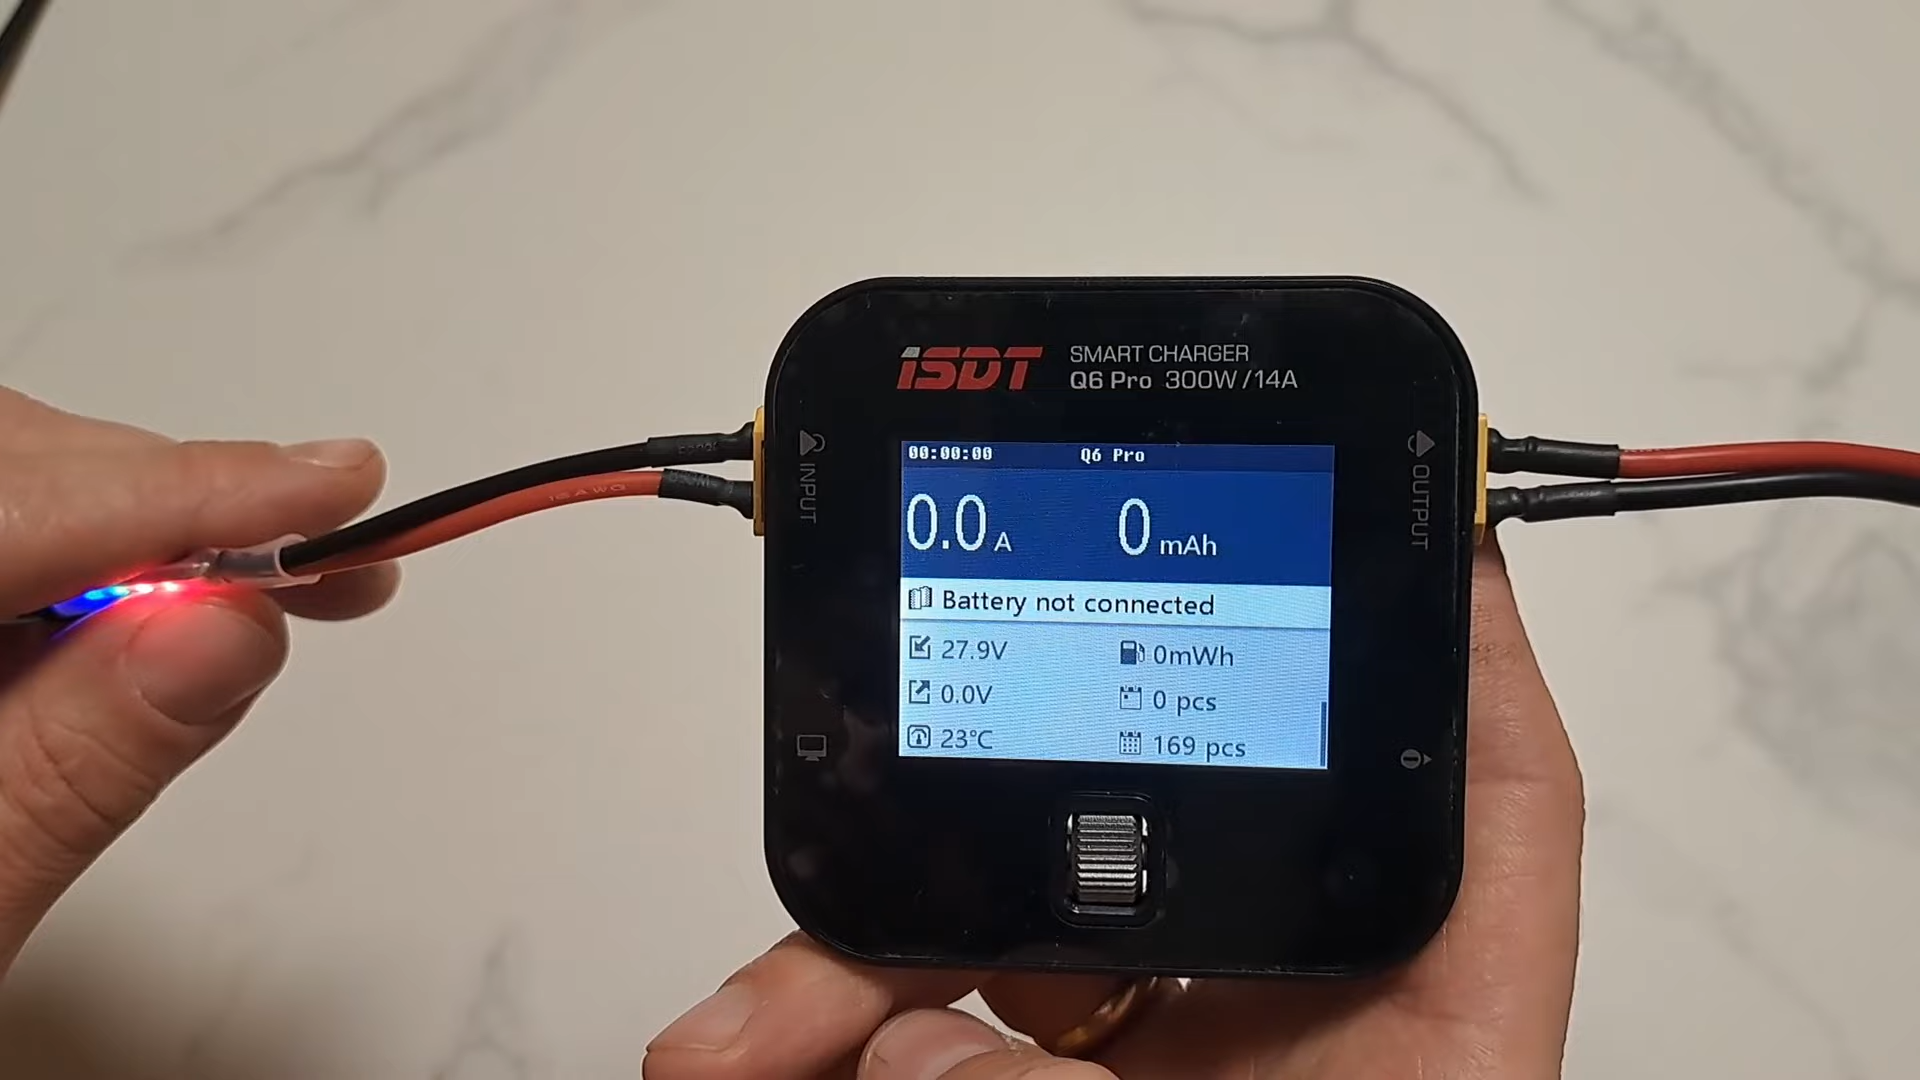 iSDT
SMART CHARGER
Q6 Pro 300W/14A
INPUT
OUTPUT
00:00:00 Q6 Pro
0.0 A 0 mAh
Battery not connected
27.9V 0mWh
0.0V 0 pcs
23°C 169 pcs